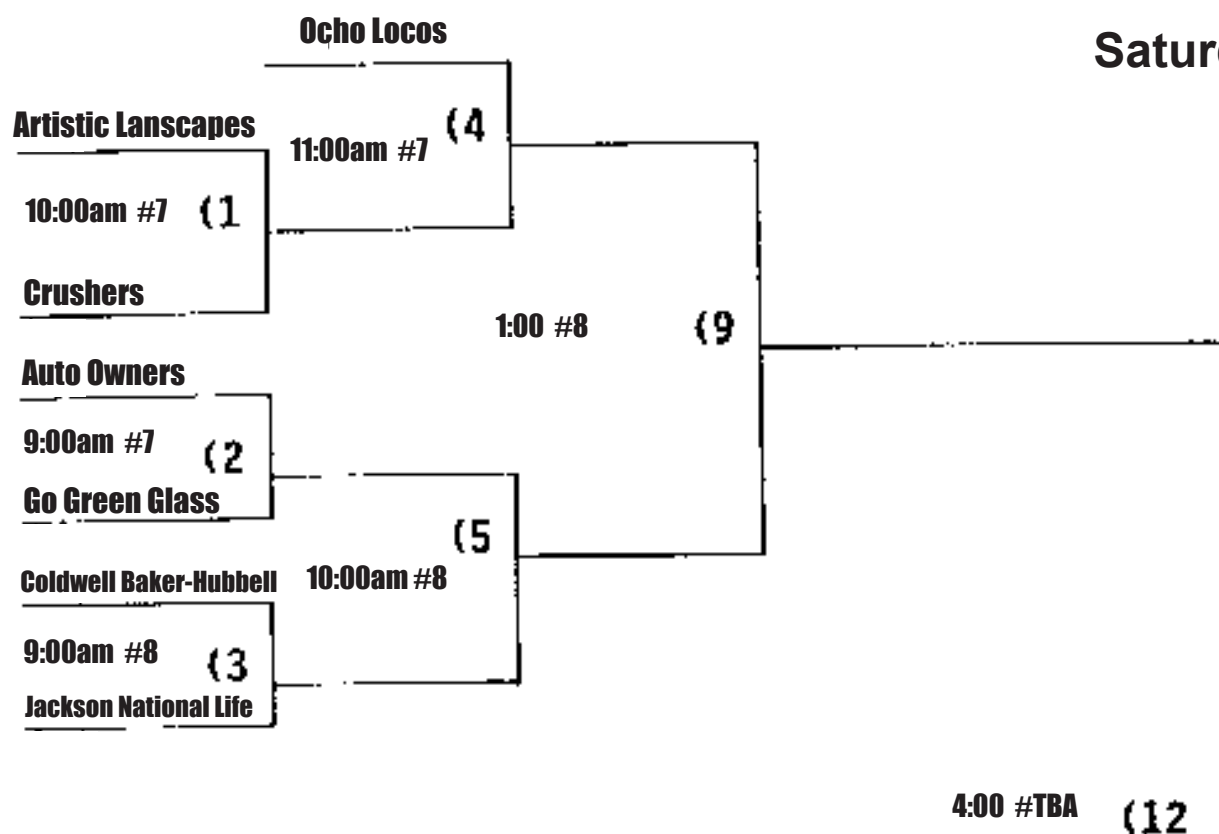 Ocho Locos
Satur
Artistic Lanscapes
11:00am #7 (4
10:00am #7 (1
Crushers
1:00 #8 (9
Auto Owners
9:00am #7 (2
Go Green Glass
(5
Coldwell Baker-Hubbell 10:00am #8
9:00am #8 (3
Jackson National Life
4:00 #TBA (12